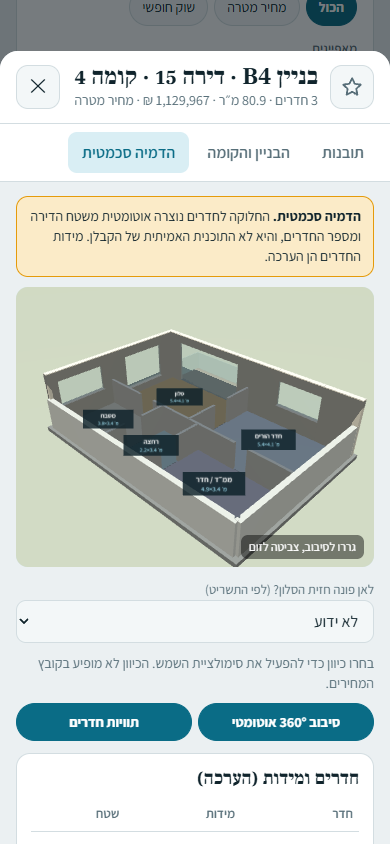 הכול
מחיר מטרה
שוק חופשי
מאפיינים
בניין B4 · דירה 15 · קומה 4
3 חדרים · 80.9 מ״ר · 1,129,967 ₪ · מחיר מטרה
תובנות
הבניין והקומה
הדמיה סכמטית
הדמיה סכמטית. החלוקה לחדרים נוצרה אוטומטית משטח הדירה
ומספר החדרים, והיא לא התוכנית האמיתית של הקבלן. מידות
החדרים הן הערכה.
סלון
מטבח
רחצה
חדר הורים
ממ״ד / חדר
גררו לסיבוב, צביטה לזום
לאן פונה חזית הסלון? (לפי התשריט)
לא ידוע
בחרו כיוון כדי להפעיל את סימולציית השמש. הכיוון לא מופיע בקובץ
המחירים.
סיבוב 360° אוטומטי
תוויות חדרים
חדרים ומידות (הערכה)
חדר
מידות
שטח